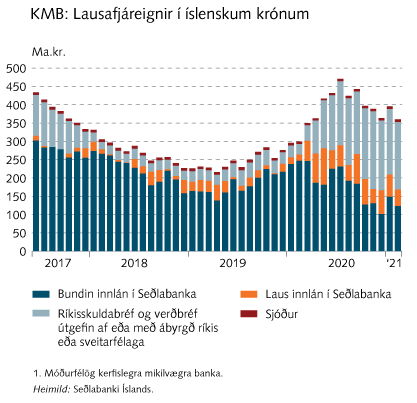 KMB: Lausafjáreignir í íslenskum krónum
Ma.kr.
500
450
400
350
300
250
200
150
100
50
0
2017 2018 2019 2020 '21
Bundin innlán í Seðlabanka
Laus innlán í Seðlabanka
Ríkisskuldabréf og verðbréf
útgefin af eða með ábyrgð ríkis
eða sveitarfélaga
Sjóður
1. Móðurfélög kerfislegra mikilvægra banka.
Heimild: Seðlabanki Íslands.